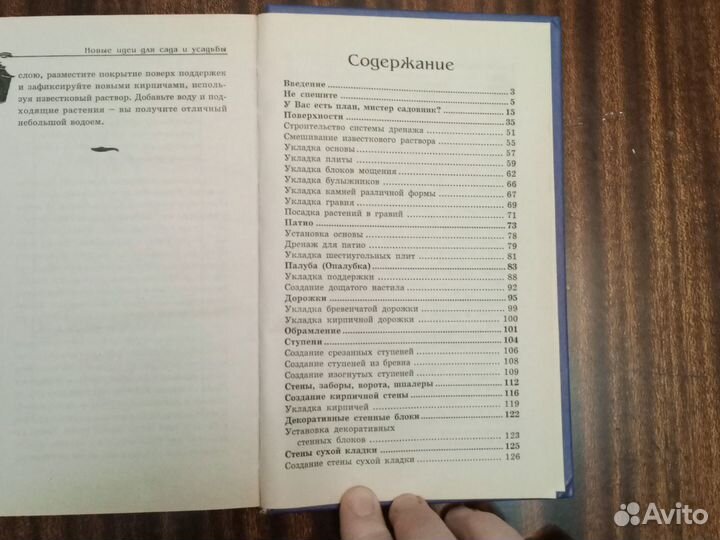 Новые идеи для сада и усадьбы
слою, разместите покрытие поверх поддержек
и зафиксируйте новыми кирпичами, исполь-
зуя известковый раствор. Добавьте воду и под-
ходящие растения – вы получите отличный
небольшой водоем.
Содержание
Введение 3
Не спешите 5
У Вас есть план, мистер садовник? 15
Поверхности 35
Строительство системы дренажа 51
Смешивание известкового раствора 55
Укладка основы 57
Укладка плиты 59
Укладка блоков мощения 62
Укладка булыжников 66
Укладка камней различной формы 67
Укладка гравия 69
Посадка растений в гравий 71
Патио 73
Установка основы 78
Дренаж для патио 79
Укладка шестиугольных плит 81
Палуба (Опалубка) 83
Укладка поддержки 88
Создание дощатого настила 92
Дорожки 95
Укладка бревенчатой дорожки 99
Укладка кирпичной дорожки 100
Обрамление 101
Ступени 104
Создание срезанных ступеней 106
Создание ступеней из бревна 108
Создание изогнутых ступеней 109
Стены, заборы, ворота, шпалеры 112
Создание кирпичной стены 116
Укладка кирпичей 119
Декоративные стенные блоки 122
Установка декоративных
стенных блоков 123
Стены сухой кладки 125
Создание стены сухой кладки 126
Avito